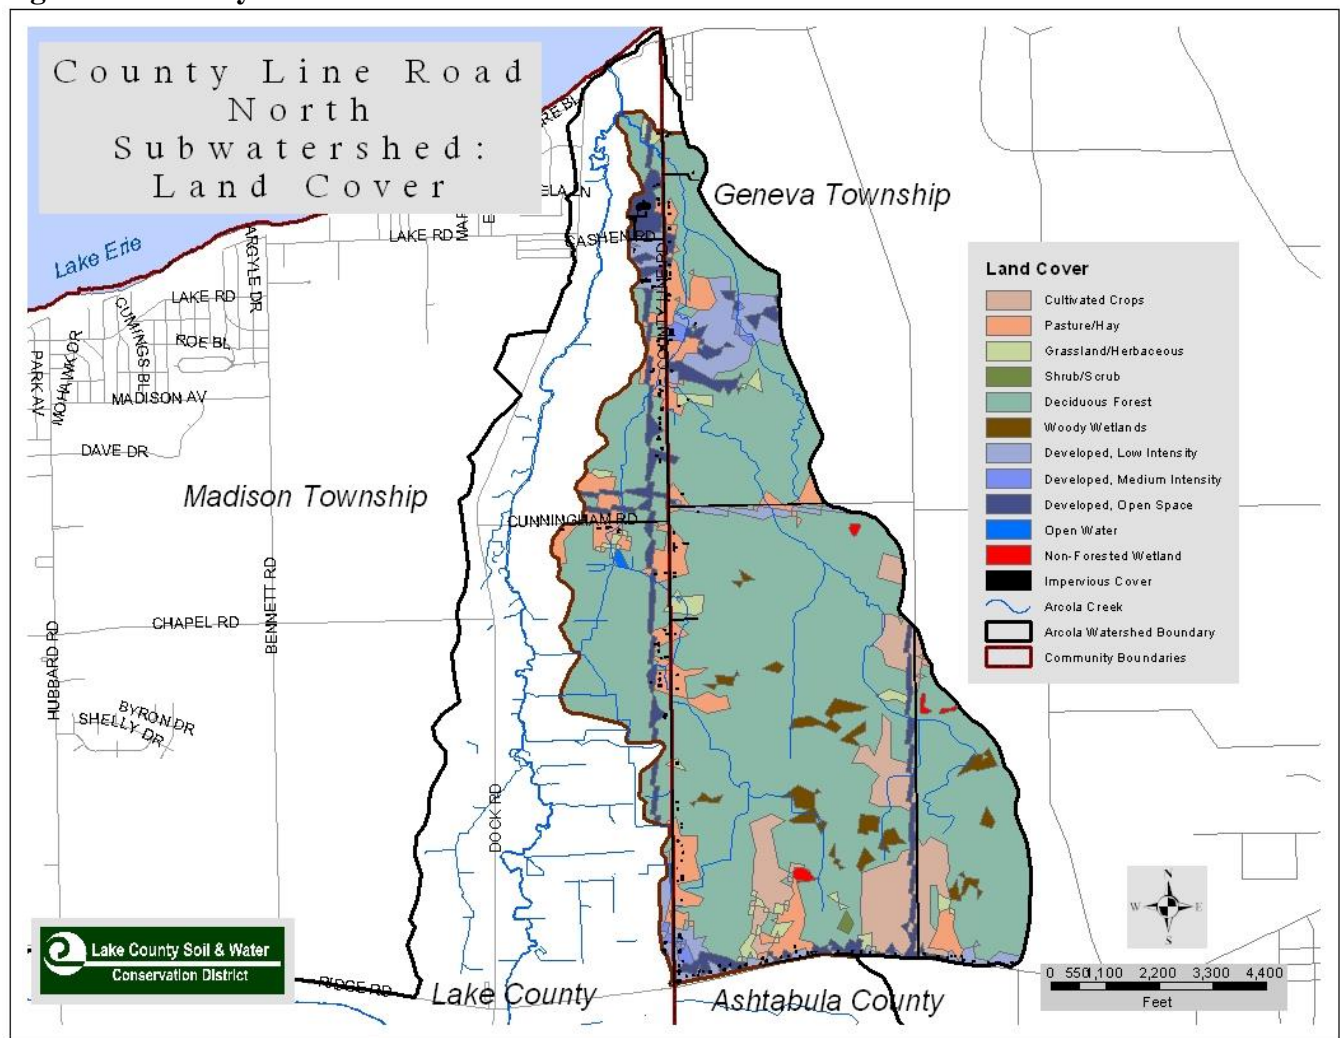 County Line Road
North
Subwatershed:
Land Cover
Lake Erie
Geneva Township
Madison Township
Lake County
Ashtabula County
LAKE RD
CASHEN RD
ARGYLE DR
LAKE RD
CUMINGS BL
ROE BL
PARK AV
MOHAWK DR
MADISON AV
DAVE DR
CUNNINGHAM RD
BENNETT RD
CHAPEL RD
HUBBARD RD
BYRON DR
SHELLY DR
DOCK RD
RIDGE RD
Land Cover
Cultivated Crops
Pasture/Hay
Grassland/Herbaceous
Shrub/Scrub
Deciduous Forest
Woody Wetlands
Developed, Low Intensity
Developed, Medium Intensity
Developed, Open Space
Open Water
Non-Forested Wetland
Impervious Cover
Arcola Creek
Arcola Watershed Boundary
Community Boundaries
N
W E
S
0 550 1,100 2,200 3,300 4,400
Feet
Lake County Soil & Water
Conservation District